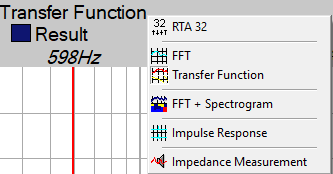 Transfer Function
Result
598Hz
32 RTA 32
FFT
Transfer Function
FFT + Spectrogram
Impulse Response
Impedance Measurement